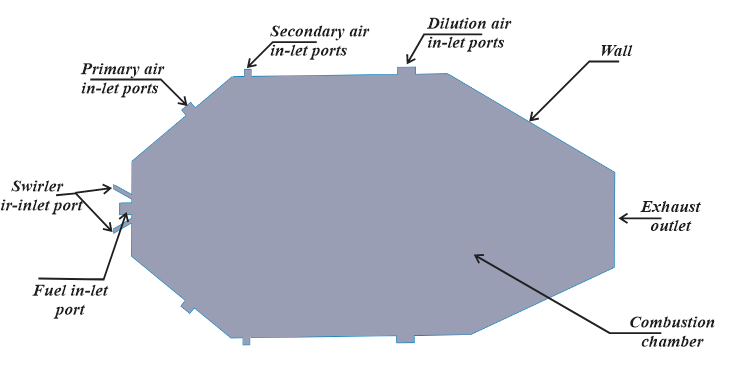 Secondary air
in-let ports
Dilution air
in-let ports
Wall
Primary air
in-let ports
Swirler
ir-inlet port
Exhaust
outlet
Fuel in-let
port
Combustion
chamber